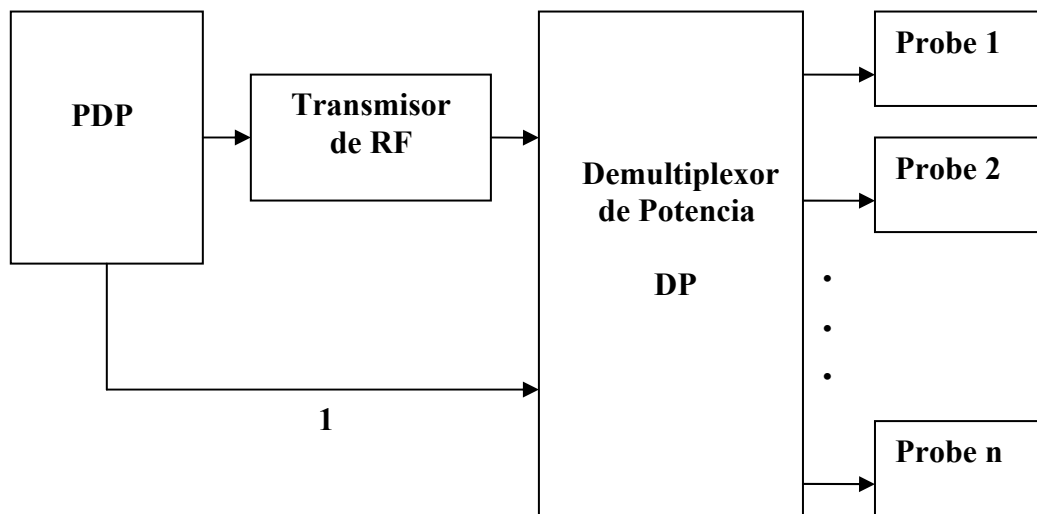 PDP
Transmisor
de RF
Demultiplexor
de Potencia
DP
1
Probe 1
Probe 2
Probe n